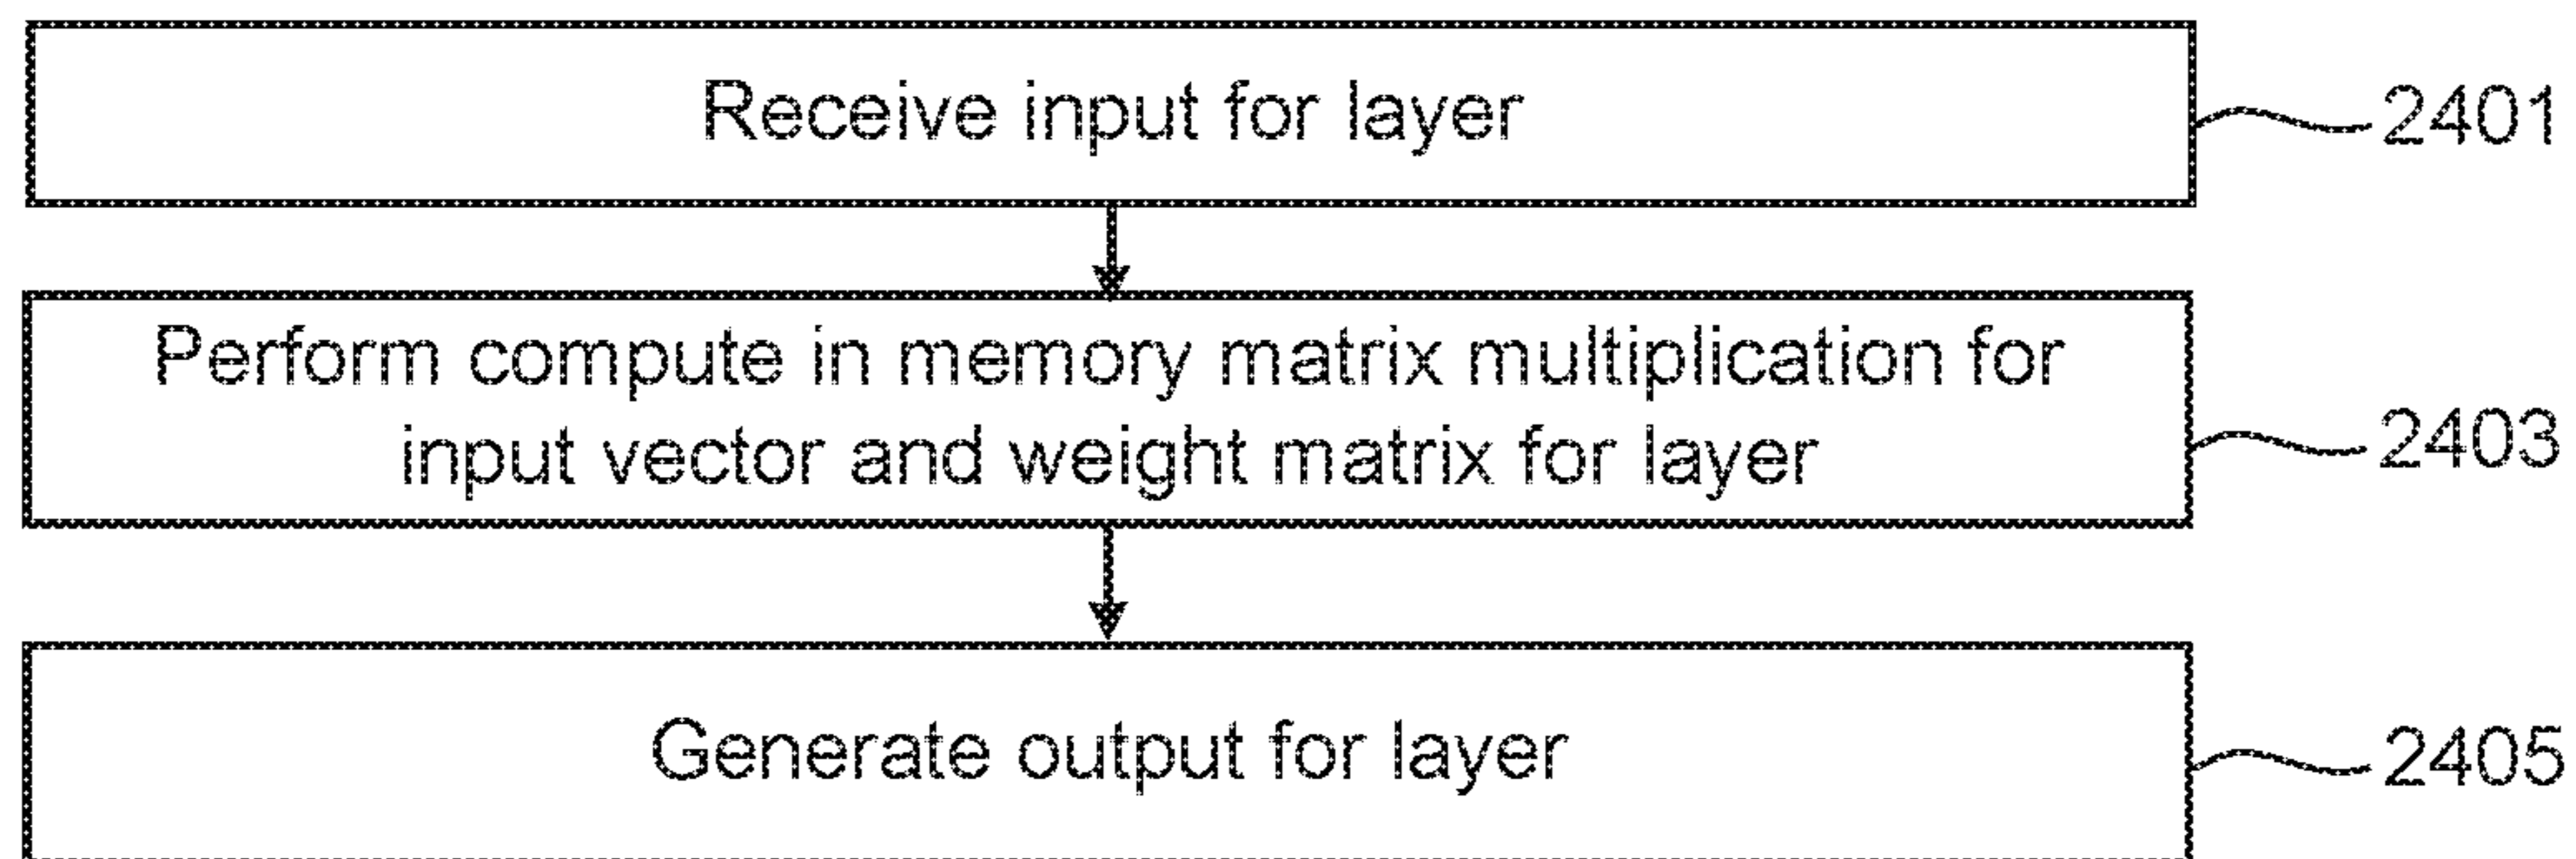 Receive input for layer
2401
Perform compute in memory matrix multiplication for
input vector and weight matrix for layer
2403
Generate output for layer
2405